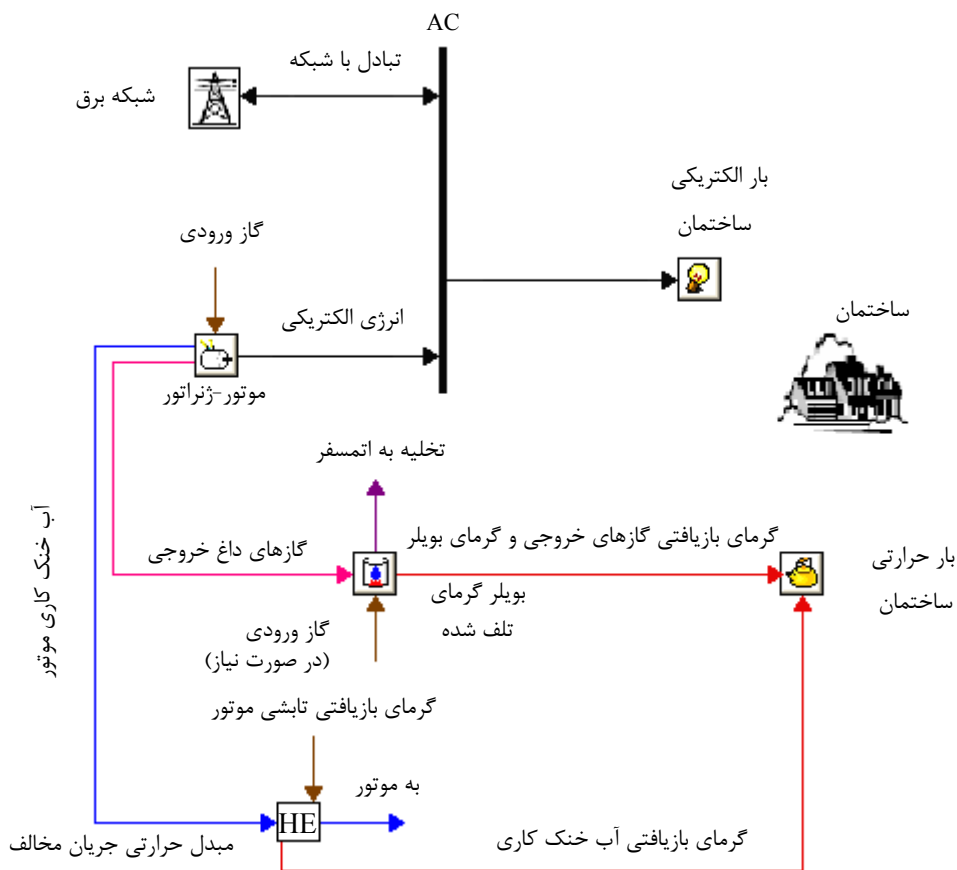 AC
تبادل با شبکه
شبکه برق
بار الکتریکی
ساختمان
گاز ورودی
انرژی الکتریکی
ساختمان
موتور-ژنراتور
تخلیه به اتمسفر
آب خنک کاری موتور
گازهای داغ خروجی
گرمای بازیافتی گازهای خروجی و گرمای بویلر
بار حرارتی
ساختمان
بویلر گرمای
تلف شده
گاز ورودی
(در صورت نیاز)
گرمای بازیافتی تابشی موتور
به موتور
HE
مبدل حرارتی جریان مخالف
گرمای بازیافتی آب خنک کاری